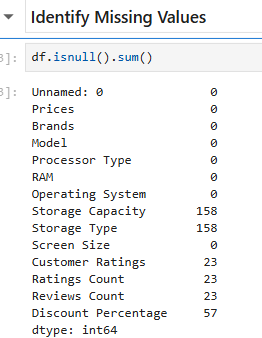 Identify Missing Values
]: df.isnull().sum()
]: Unnamed: 0 0
Prices 0
Brands 0
Model 0
Processor Type 0
RAM 0
Operating System 0
Storage Capacity 158
Storage Type 158
Screen Size 0
Customer Ratings 23
Ratings Count 23
Reviews Count 23
Discount Percentage 57
dtype: int64